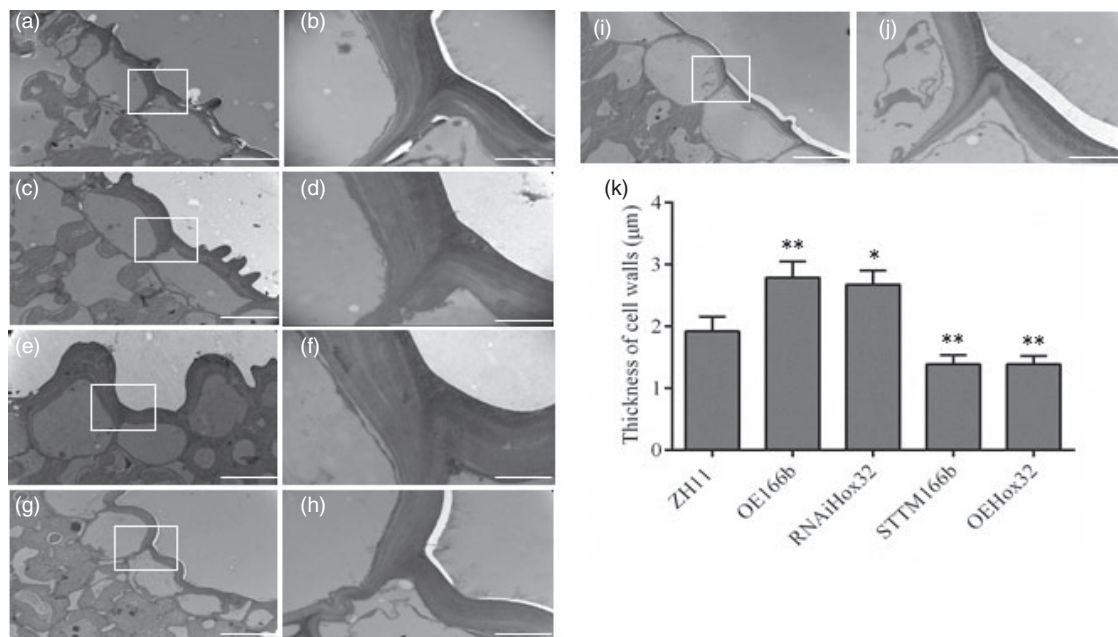 (a)
(b)
(c)
(d)
(e)
(f)
(g)
(h)
(i)
(j)
(k)
Thickness of cell walls (μm)
4
3
2
1
0
**
*
**
**
ZH11
OE166b
RNAiHox32
STTM166b
OEHox32